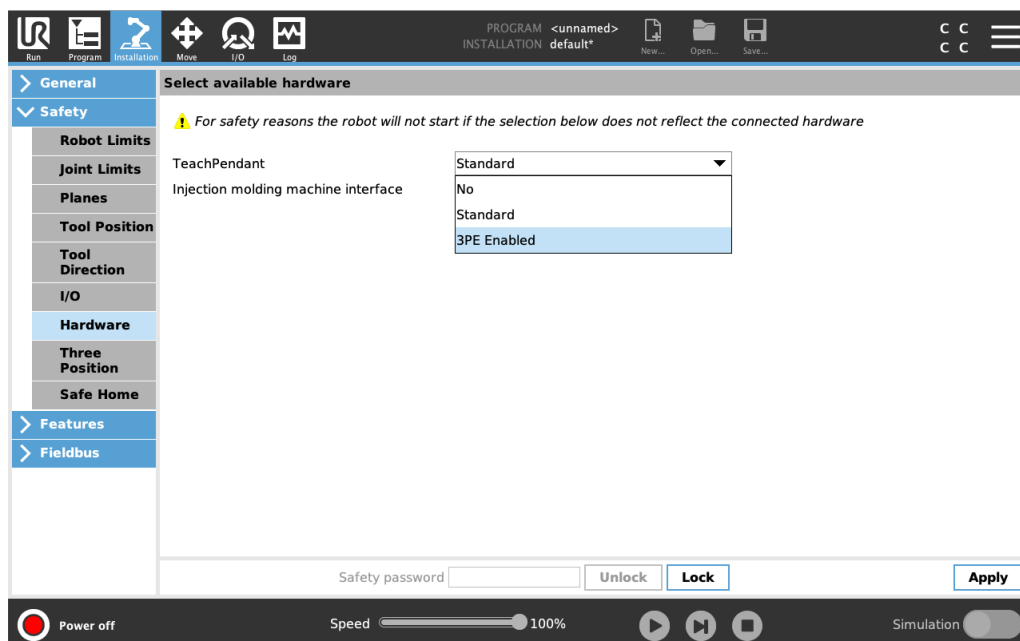 UR
Run
Program
Installation
Move
I/O
Log
PROGRAM <unnamed>
INSTALLATION default*
New...
Open...
Save...
C C
C C
General
Safety
Robot Limits
Joint Limits
Planes
Tool Position
Tool
Direction
I/O
Hardware
Three
Position
Safe Home
Features
Fieldbus
Select available hardware
For safety reasons the robot will not start if the selection below does not reflect the connected hardware
TeachPendant Standard
Injection molding machine interface
No
Standard
3PE Enabled
Safety password Unlock Lock Apply
Power off Speed 100% Simulation